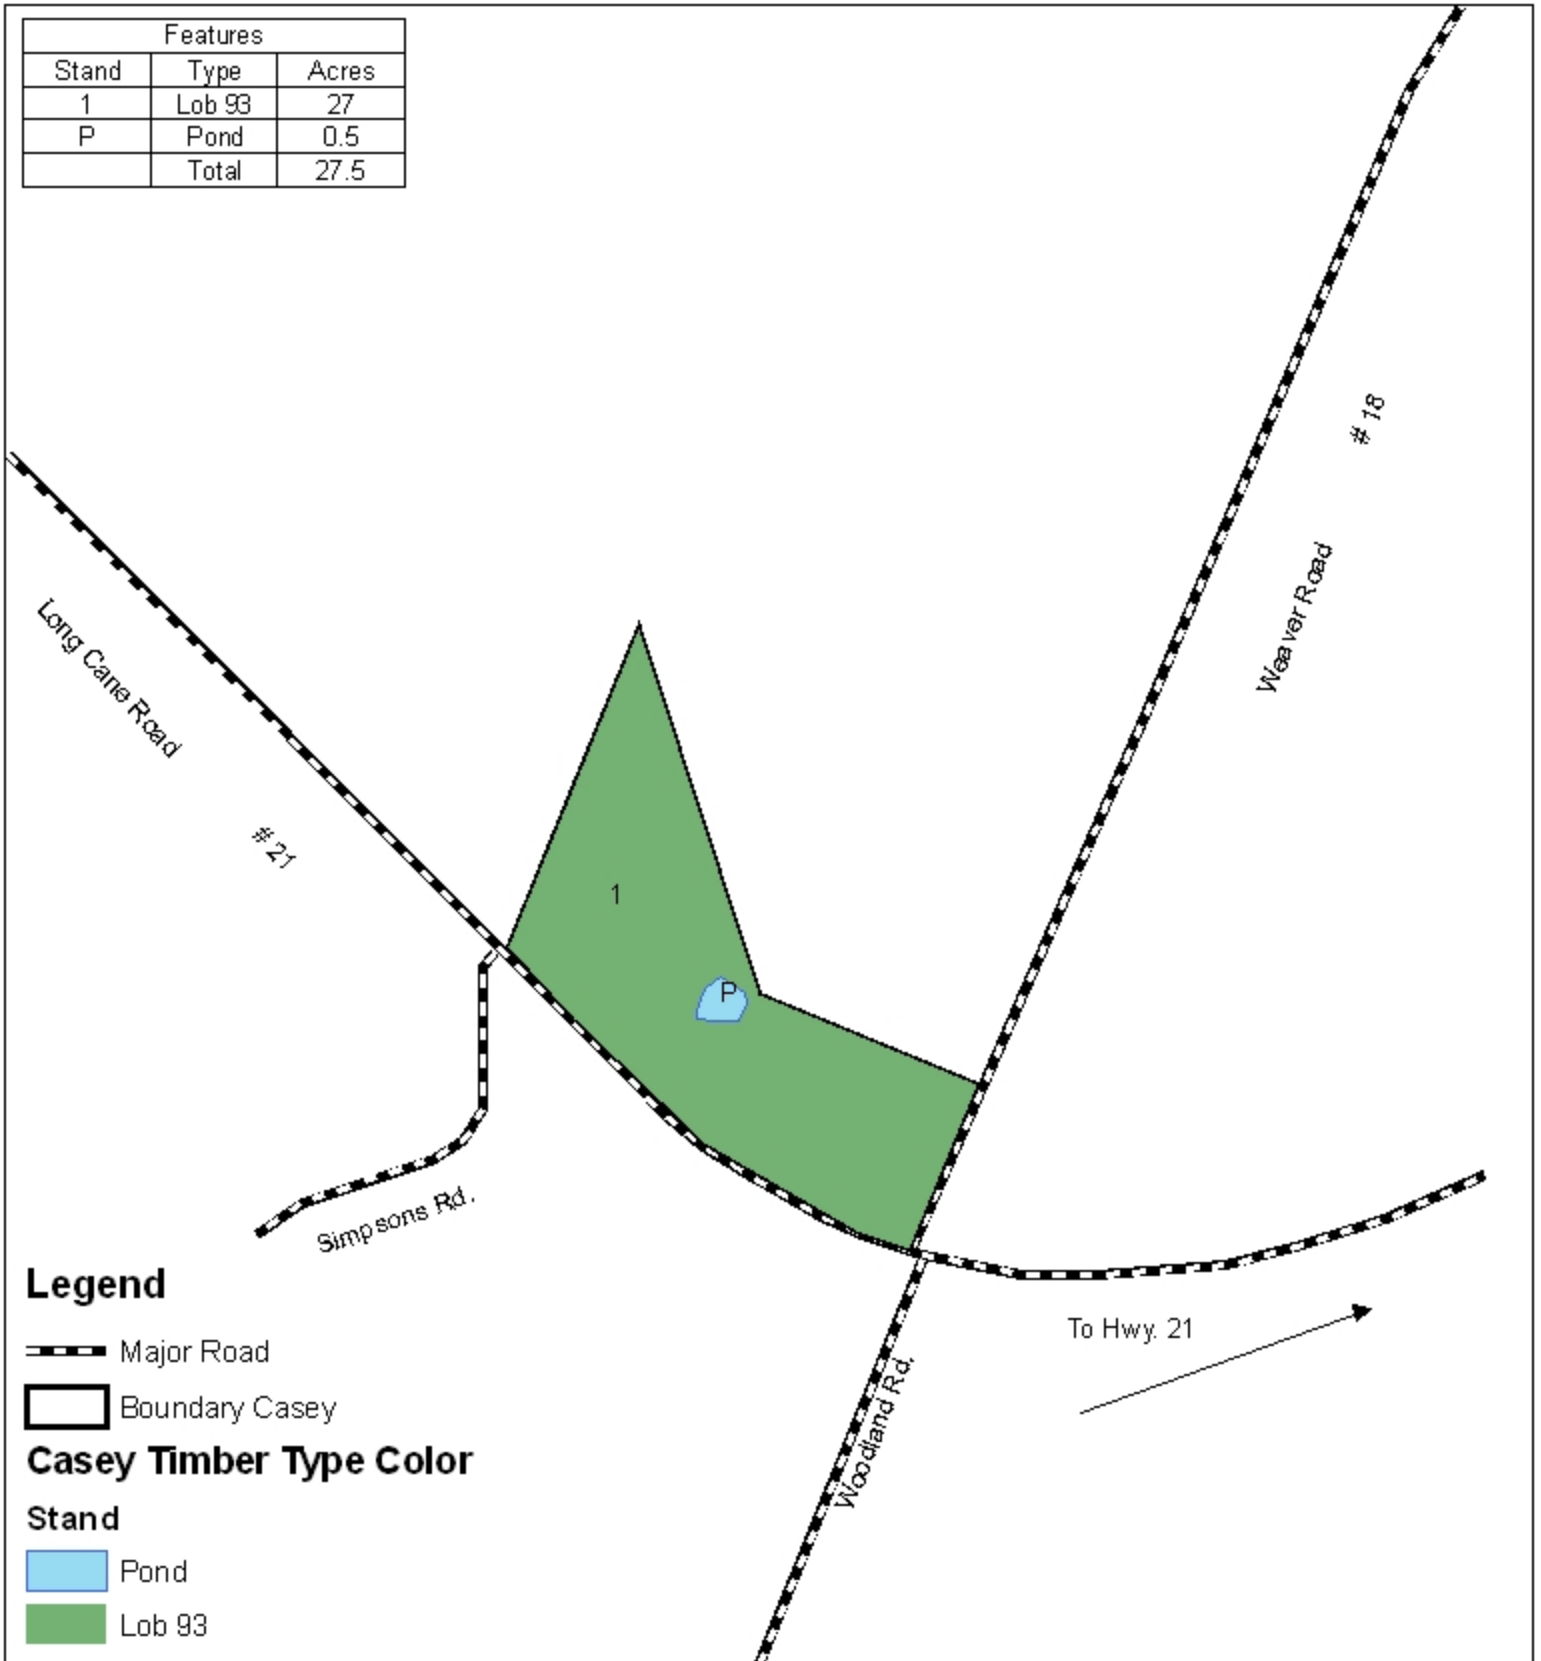 Features
Stand Type Acres
1 Lob 93 27
P Pond 0.5
Total 27.5
# 18
Weaver Road
Long Cane Road
# 21
1
P
Simpsons Rd.
To Hwy. 21
Woodland Rd.
Legend
Major Road
Boundary Casey
Casey Timber Type Color
Stand
Pond
Lob 93